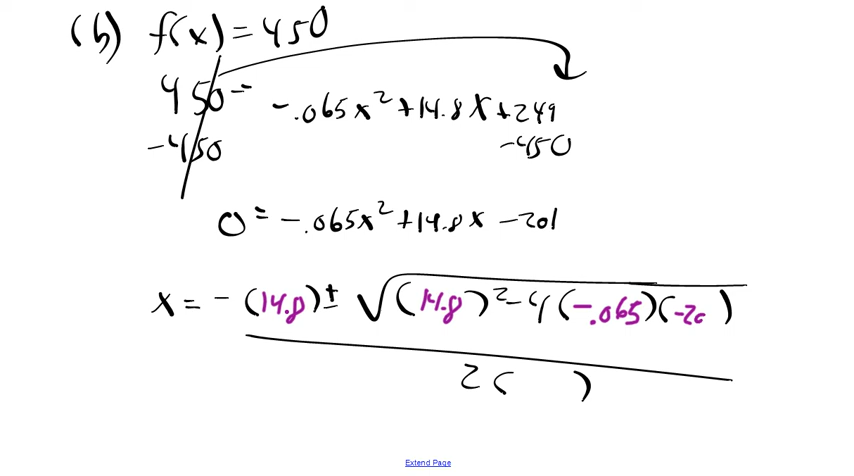 (b) f(x) = 450
450 = -.065x² + 14.8x + 249
-450 -450
0 = -.065x² + 14.8x - 201
x = -(14.8) ± √(14.8)² - 4(-.065)(-20 )
2( )
Extend Page